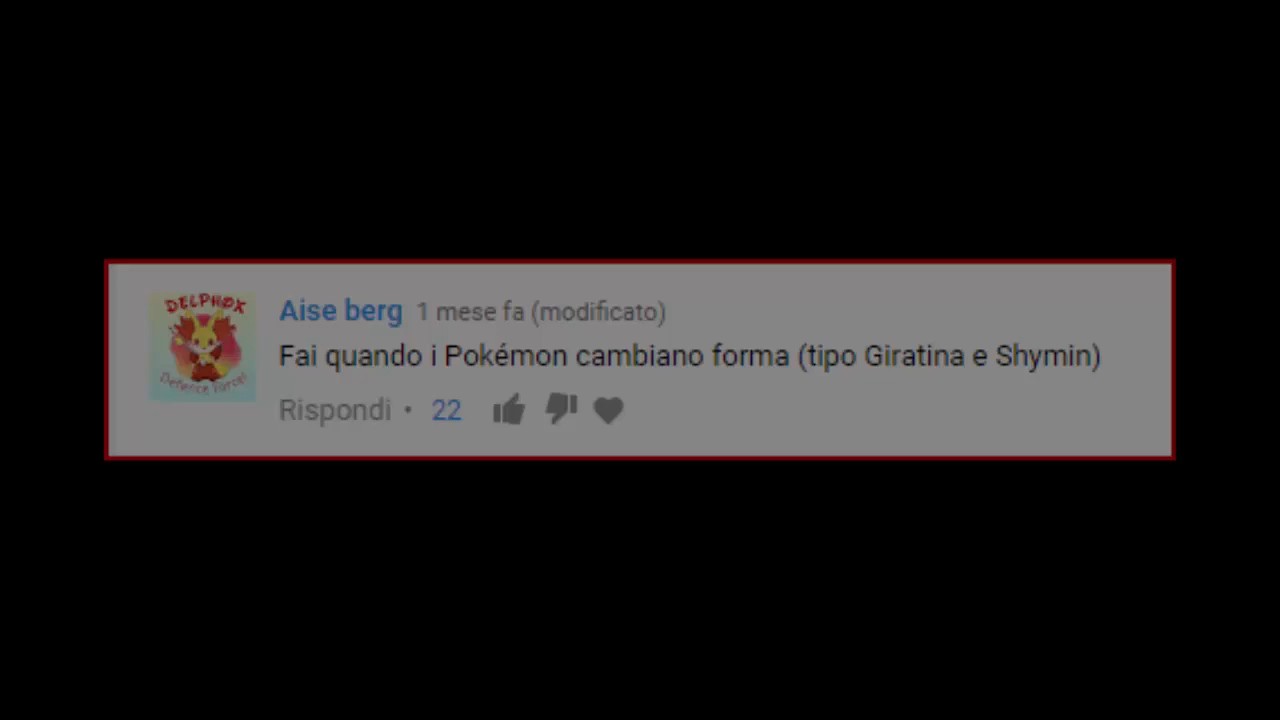 DELPHOX
Defence Force!
Aise berg 1 mese fa (modificato)
Fai quando i Pokémon cambiano forma (tipo Giratina e Shymin)
Rispondi • 22